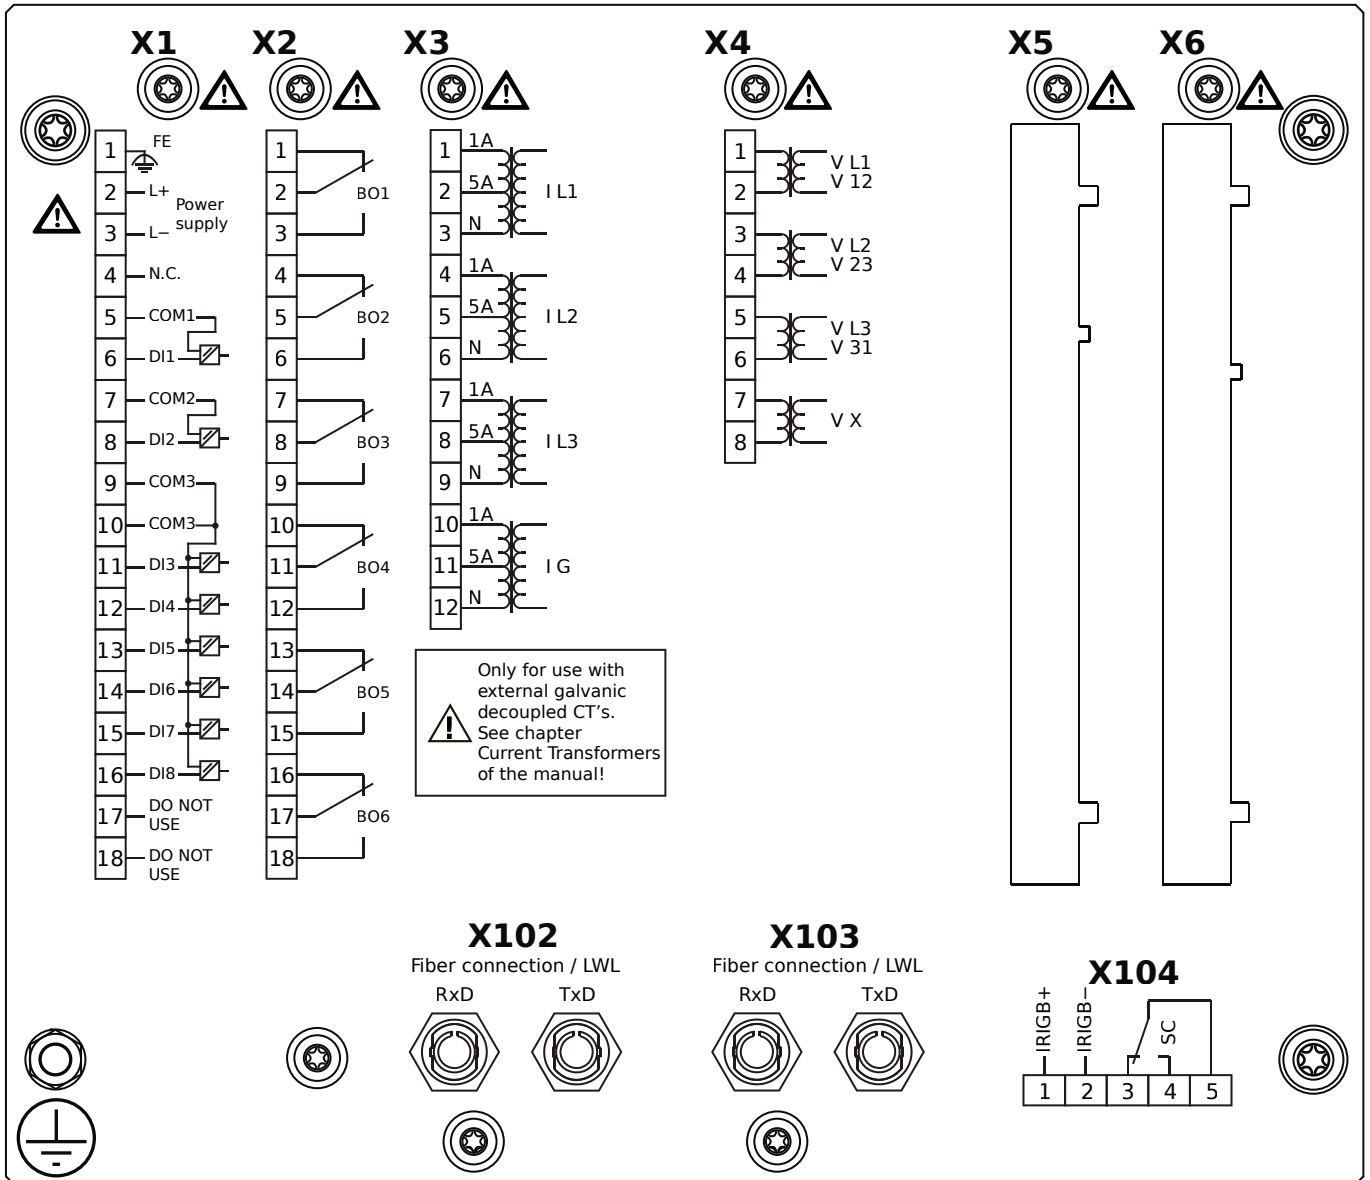 X1
X2
X3
X4
X5
X6
1
FE
2
L+
Power
supply
3
L−
4
N.C.
5
COM1
6
DI1
7
COM2
8
DI2
9
COM3
10
COM3
11
DI3
12
DI4
13
DI5
14
DI6
15
DI7
16
DI8
17
DO NOT
USE
18
DO NOT
USE
1
2
BO1
3
4
5
BO2
6
7
8
BO3
9
10
11
BO4
12
13
14
BO5
15
16
17
BO6
18
1
1A
2
5A
I L1
3
N
4
1A
5
5A
I L2
6
N
7
1A
8
5A
I L3
9
N
10
1A
11
5A
I G
12
N
Only for use with
external galvanic
decoupled CT's.
See chapter
Current Transformers
of the manual!
1
V L1
2
V 12
3
V L2
4
V 23
5
V L3
6
V 31
7
V X
8
X102
Fiber connection / LWL
RxD
TxD
X103
Fiber connection / LWL
RxD
TxD
X104
IRIGB+
IRIGB−
SC
1
2
3
4
5